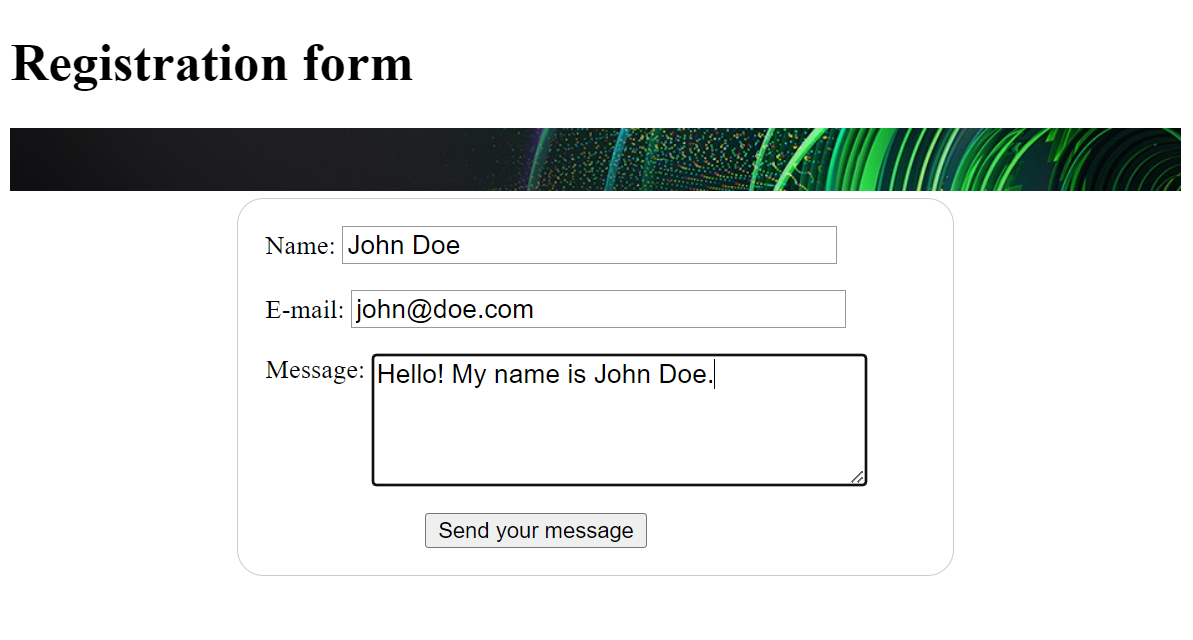 Registration form
Name: John Doe
E-mail: john@doe.com
Message: Hello! My name is John Doe.
Send your message